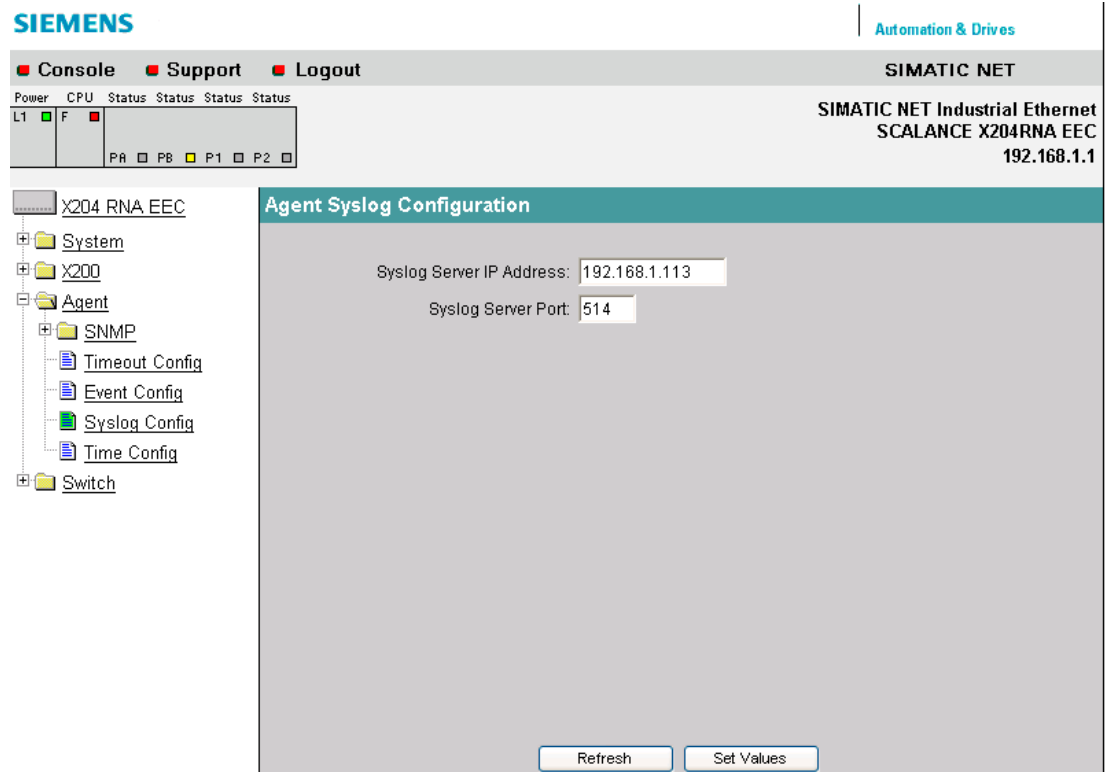 SIEMENS
Automation & Drives
Console Support Logout
SIMATIC NET
Power CPU Status Status Status Status
L1 F
PA PB P1 P2
SIMATIC NET Industrial Ethernet
SCALANCE X204RNA EEC
192.168.1.1
X204 RNA EEC
System
X200
Agent
SNMP
Timeout Config
Event Config
Syslog Config
Time Config
Switch
Agent Syslog Configuration
Syslog Server IP Address: 192.168.1.113
Syslog Server Port: 514
Refresh Set Values